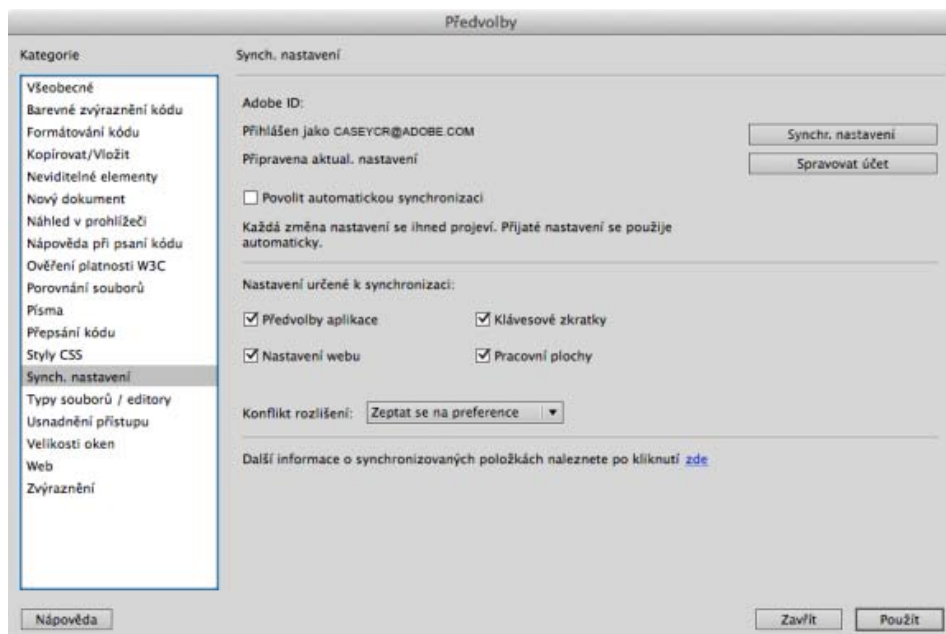 Předvolby
Kategorie
Všeobecné
Barevné zvýraznění kódu
Formátování kódu
Kopírovat/Vložit
Neviditelné elementy
Nový dokument
Náhled v prohlížeči
Nápověda při psaní kódu
Ověření platnosti W3C
Porovnání souborů
Písma
Přepsání kódu
Styly CSS
Synch. nastavení
Typy souborů / editory
Usnadnění přístupu
Velikosti oken
Web
Zvýraznění
Synch. nastavení
Adobe ID:
Přihlášen jako CASEYCR@ADOBE.COM
Synchr. nastavení
Připravena aktual. nastavení
Spravovat účet
Povolit automatickou synchronizaci
Každá změna nastavení se ihned projeví. Přijaté nastavení se použije
automaticky.
Nastavení určené k synchronizaci:
Předvolby aplikace
Klávesové zkratky
Nastavení webu
Pracovní plochy
Konflikt rozlišení: Zeptat se na preference
Další informace o synchronizovaných položkách naleznete po kliknutí zde
Nápověda
Zavřít
Použít